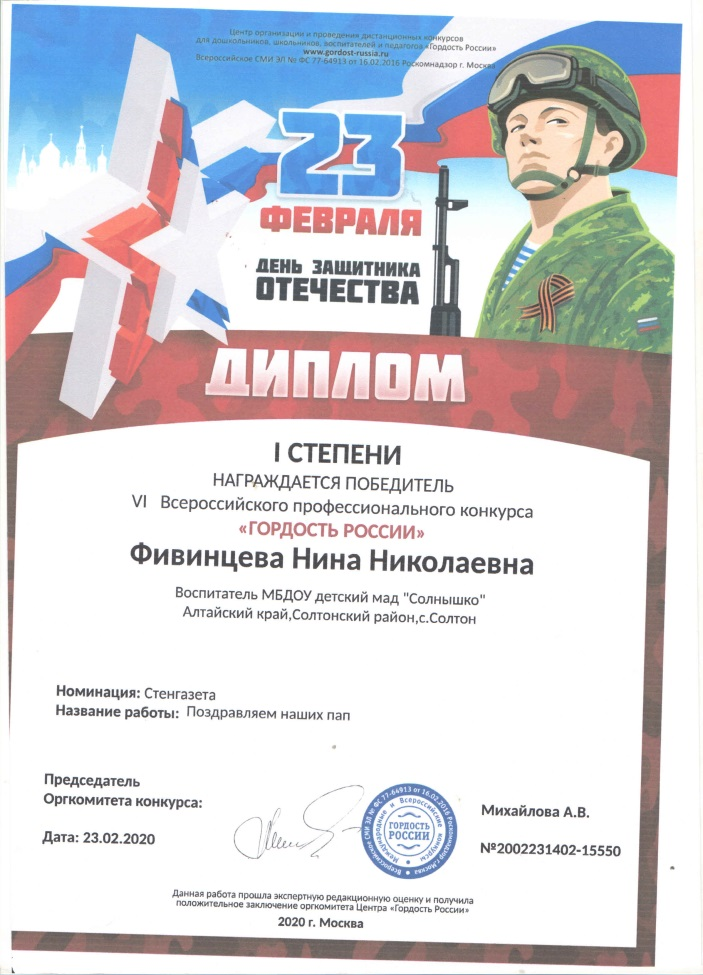 Центр организации и проведения дистанционных конкурсов
для дошкольников, школьников, воспитателей и педагогов «Гордость России»
www.gordost-russia.ru
Всероссийское СМИ ЭЛ № ФС 77-64913 от 16.02.2016 Роскомнадзор г. Москва
23
ФЕВРАЛЯ
ДЕНЬ ЗАЩИТНИКА
ОТЕЧЕСТВА
ДИПЛОМ
I СТЕПЕНИ
НАГРАЖДАЕТСЯ ПОБЕДИТЕЛЬ
VI Всероссийского профессионального конкурса
«ГОРДОСТЬ РОССИИ»
Фивинцева Нина Николаевна
Воспитатель МБДОУ детский мад "Солнышко"
Алтайский край,Солтонский район,с.Солтон
Номинация: Стенгазета
Название работы: Поздравляем наших пап
Председатель
Оргкомитета конкурса:
Михайлова А.В.
Дата: 23.02.2020
№2002231402-15550
Всероссийское СМИ ЭЛ № ФС 77-64913 от 16.02.2016 Роскомнадзор г.Москва
Международные и Всероссийские конкурсы
ГОРДОСТЬ
РОССИИ
Данная работа прошла экспертную редакционную оценку и получила
положительное заключение оргкомитета Центра «Гордость России»
2020 г. Москва